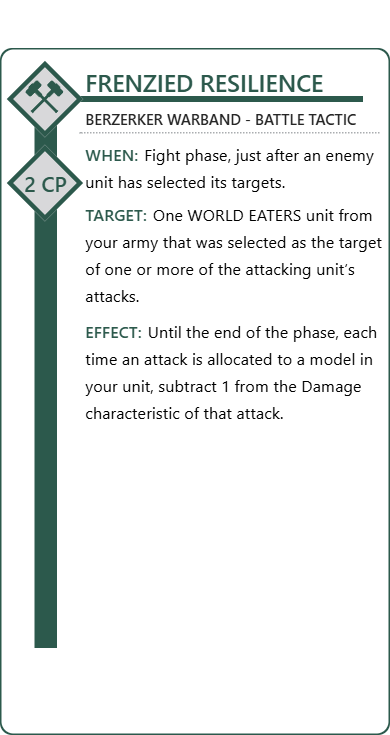 FRENZIED RESILIENCE
BERZERKER WARBAND - BATTLE TACTIC
WHEN: Fight phase, just after an enemy
2 CP
unit has selected its targets.
TARGET: One WORLD EATERS unit from
your army that was selected as the target
of one or more of the attacking unit's
attacks.
EFFECT: Until the end of the phase, each
time an attack is allocated to a model in
your unit, subtract 1 from the Damage
characteristic of that attack.